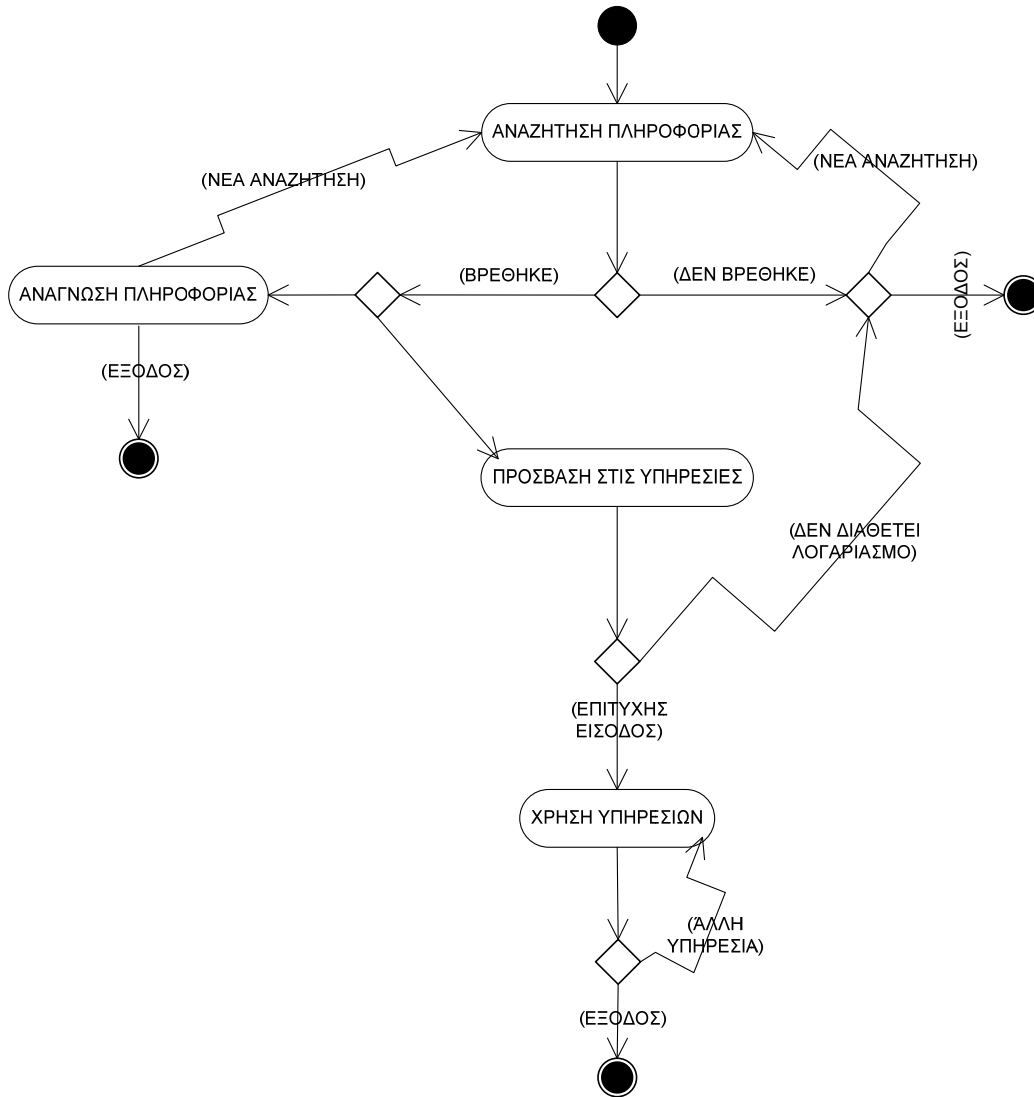 ΑΝΑΖΗΤΗΣΗ ΠΛΗΡΟΦΟΡΙΑΣ
(ΝΕΑ ΑΝΑΖΗΤΗΣΗ)
(ΝΕΑ ΑΝΑΖΗΤΗΣΗ)
ΑΝΑΓΝΩΣΗ ΠΛΗΡΟΦΟΡΙΑΣ
(ΒΡΕΘΗΚΕ)
(ΔΕΝ ΒΡΕΘΗΚΕ)
(ΕΞΟΔΟΣ)
(ΕΞΟΔΟΣ)
ΠΡΟΣΒΑΣΗ ΣΤΙΣ ΥΠΗΡΕΣΙΕΣ
(ΔΕΝ ΔΙΑΘΕΤΕΙ
ΛΟΓΑΡΙΑΣΜΟ)
(ΕΠΙΤΥΧΗΣ
ΕΙΣΟΔΟΣ)
ΧΡΗΣΗ ΥΠΗΡΕΣΙΩΝ
(ΆΛΛΗ
ΥΠΗΡΕΣΙΑ)
(ΕΞΟΔΟΣ)